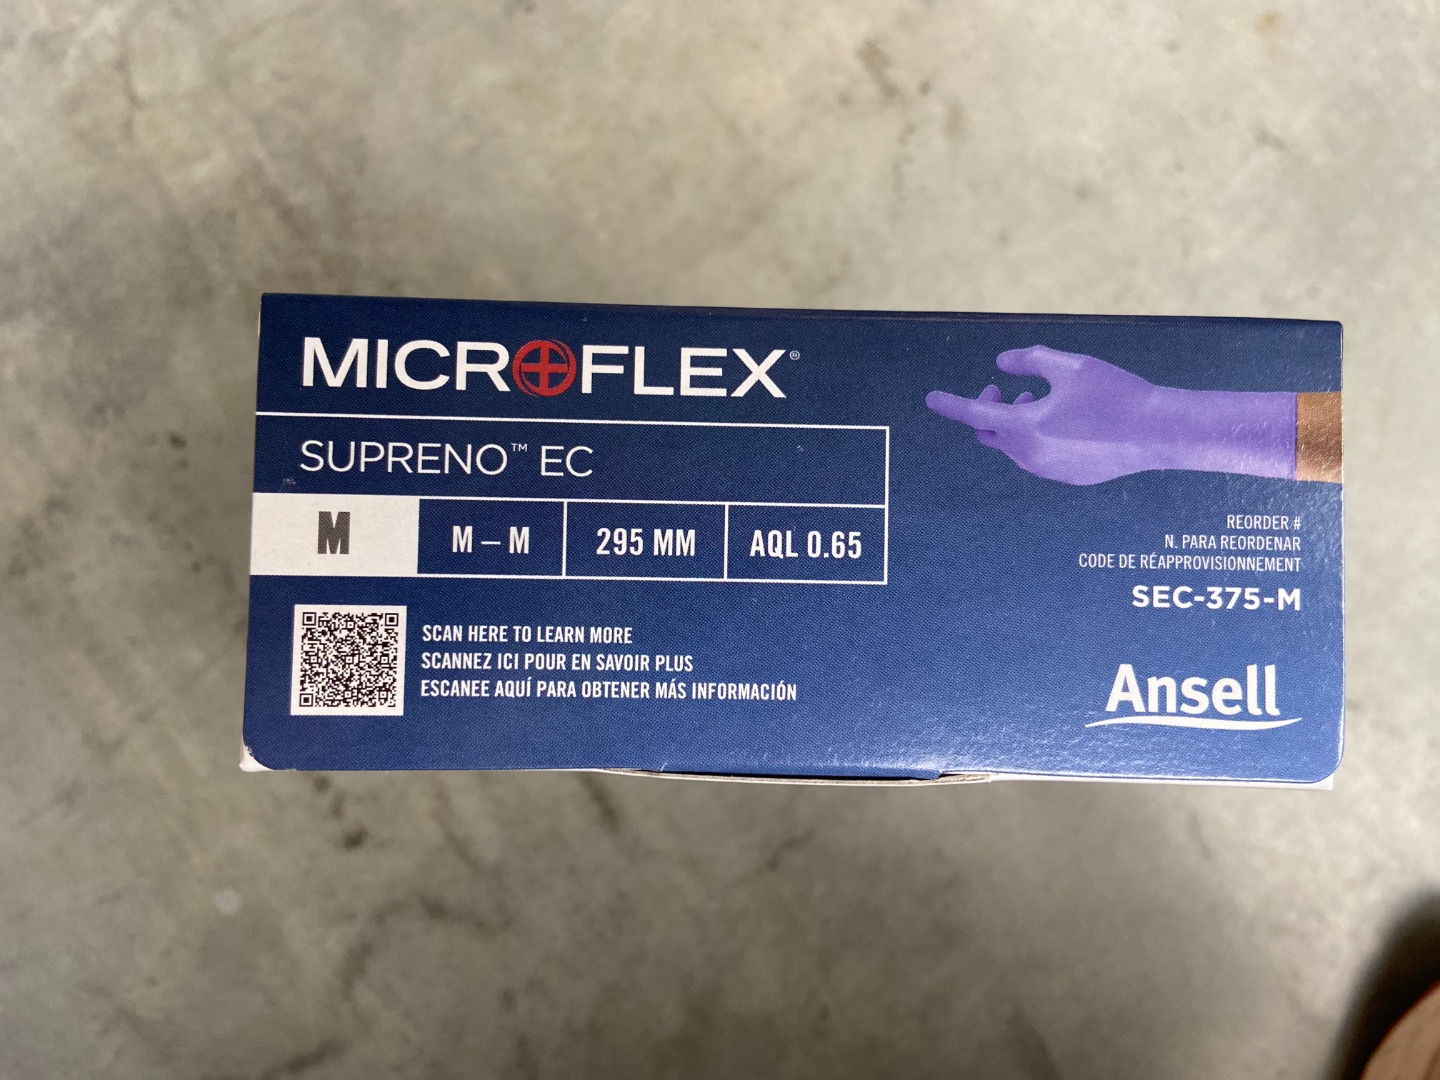 MICROFLEX®
SUPRENO™ EC
M
M – M
295 MM
AQL 0.65
SCAN HERE TO LEARN MORE
SCANNEZ ICI POUR EN SAVOIR PLUS
ESCANEE AQUÍ PARA OBTENER MÁS INFORMACIÓN
REORDER #
N. PARA REORDENAR
CODE DE RÉAPPROVISIONNEMENT
SEC-375-M
Ansell